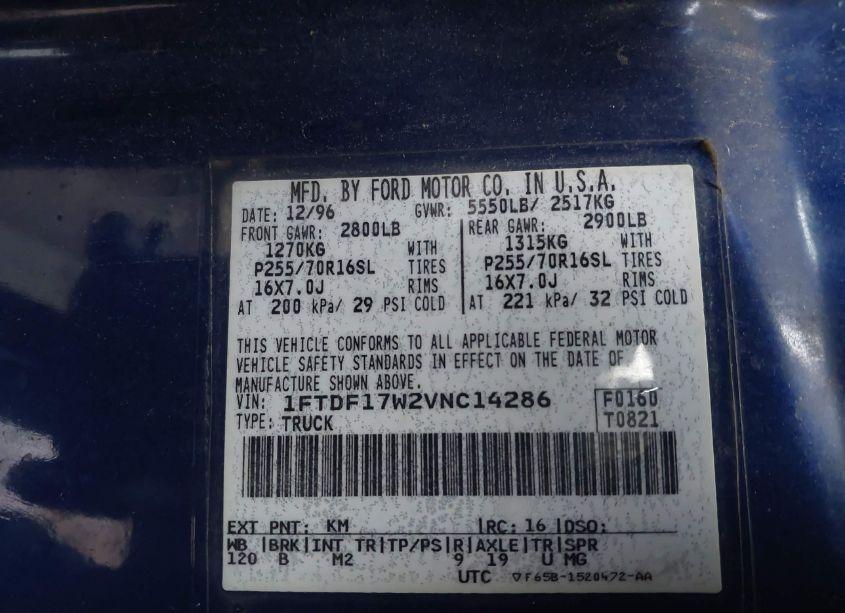 MFD. BY FORD MOTOR CO. IN U.S.A.
DATE: 12/96 GVWR: 5550LB/ 2517KG
FRONT GAWR: 2800LB REAR GAWR: 2900LB
1270KG WITH 1315KG WITH
P255/70R16SL TIRES P255/70R16SL TIRES
16X7.0J RIMS 16X7.0J RIMS
AT 200 kPa/ 29 PSI COLD AT 221 kPa/ 32 PSI COLD
THIS VEHICLE CONFORMS TO ALL APPLICABLE FEDERAL MOTOR
VEHICLE SAFETY STANDARDS IN EFFECT ON THE DATE OF
MANUFACTURE SHOWN ABOVE.
VIN: 1FTDF17W2VNC14286 F0160
TYPE: TRUCK T0821
EXT PNT: KM |RC: 16 |DSO:
WB |BRK|INT TR|TP/PS|R|AXLE|TR|SPR
120 B M2 9 19 U MG
UTC ▽F65B-1520472-AA